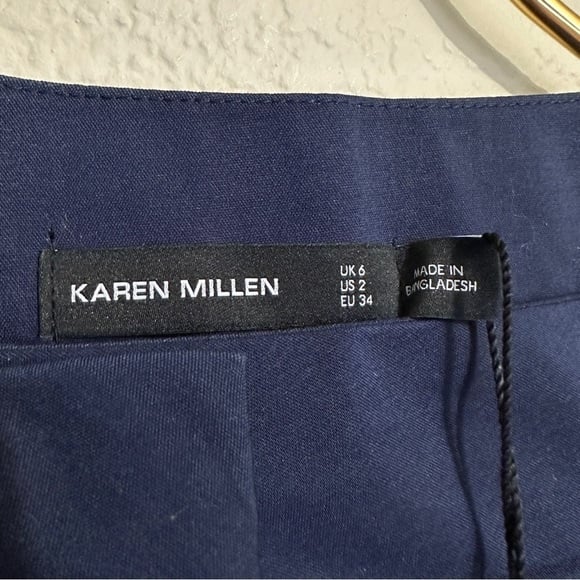 KAREN MILLEN
UK 6
US 2
EU 34
MADE IN
BANGLADESH